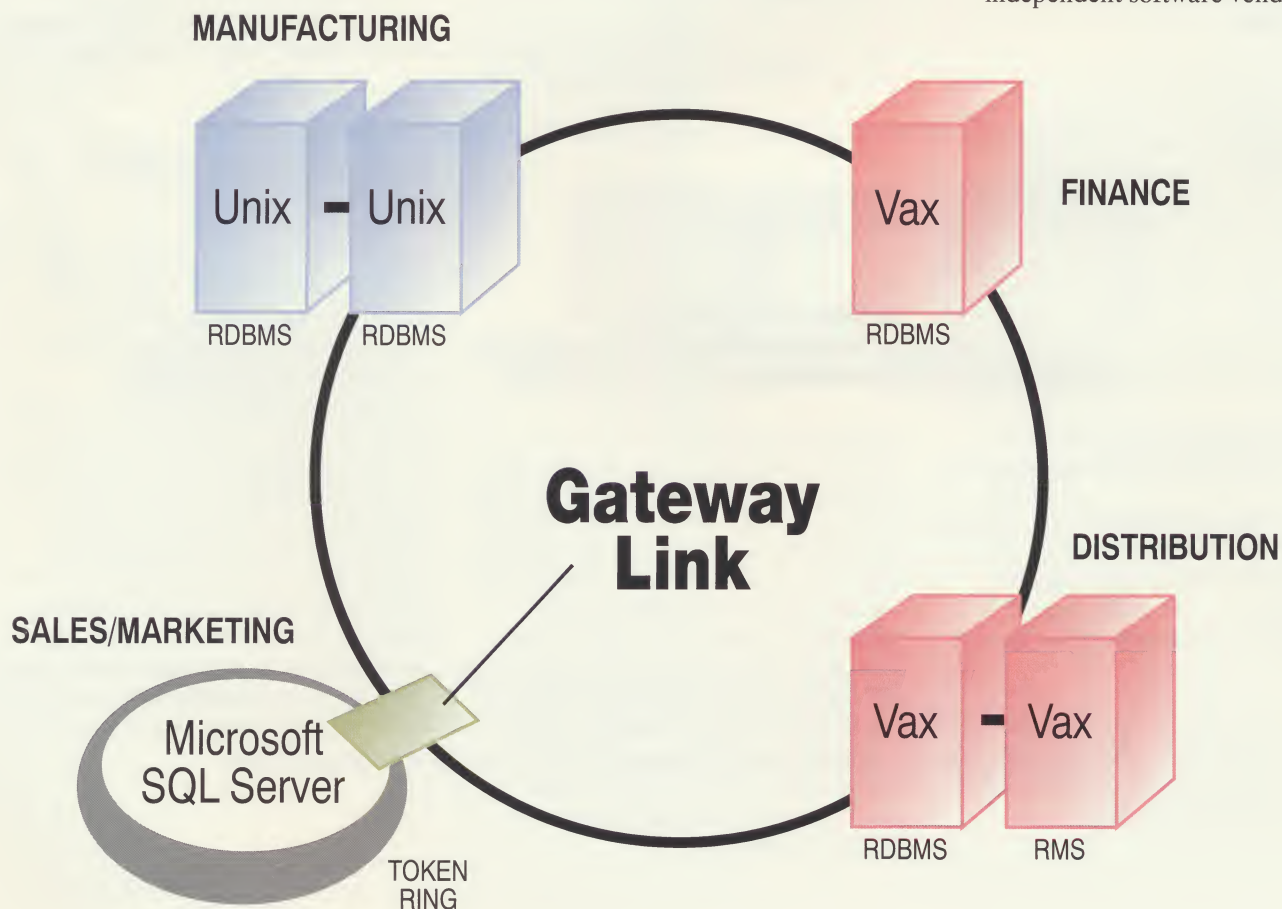 MANUFACTURING
Unix
Unix
RDBMS
RDBMS
Vax
RDBMS
FINANCE
Gateway
Link
DISTRIBUTION
Vax
Vax
RDBMS
RMS
SALES/MARKETING
Microsoft
SQL Server
TOKEN
RING